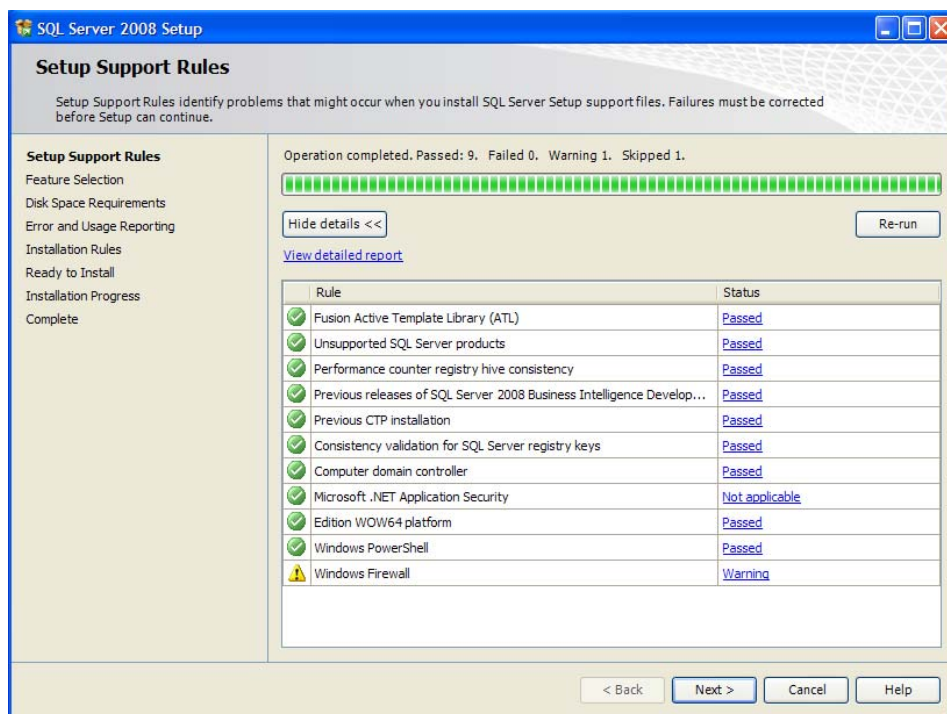 SQL Server 2008 Setup
Setup Support Rules
Setup Support Rules identify problems that might occur when you install SQL Server Setup support files. Failures must be corrected
before Setup can continue.
Setup Support Rules
Feature Selection
Disk Space Requirements
Error and Usage Reporting
Installation Rules
Ready to Install
Installation Progress
Complete
Operation completed. Passed: 9. Failed 0. Warning 1. Skipped 1.
Hide details <<
Re-run
View detailed report
Rule Status
Fusion Active Template Library (ATL) Passed
Unsupported SQL Server products Passed
Performance counter registry hive consistency Passed
Previous releases of SQL Server 2008 Business Intelligence Develop... Passed
Previous CTP installation Passed
Consistency validation for SQL Server registry keys Passed
Computer domain controller Passed
Microsoft .NET Application Security Not applicable
Edition WOW64 platform Passed
Windows PowerShell Passed
Windows Firewall Warning
< Back Next > Cancel Help